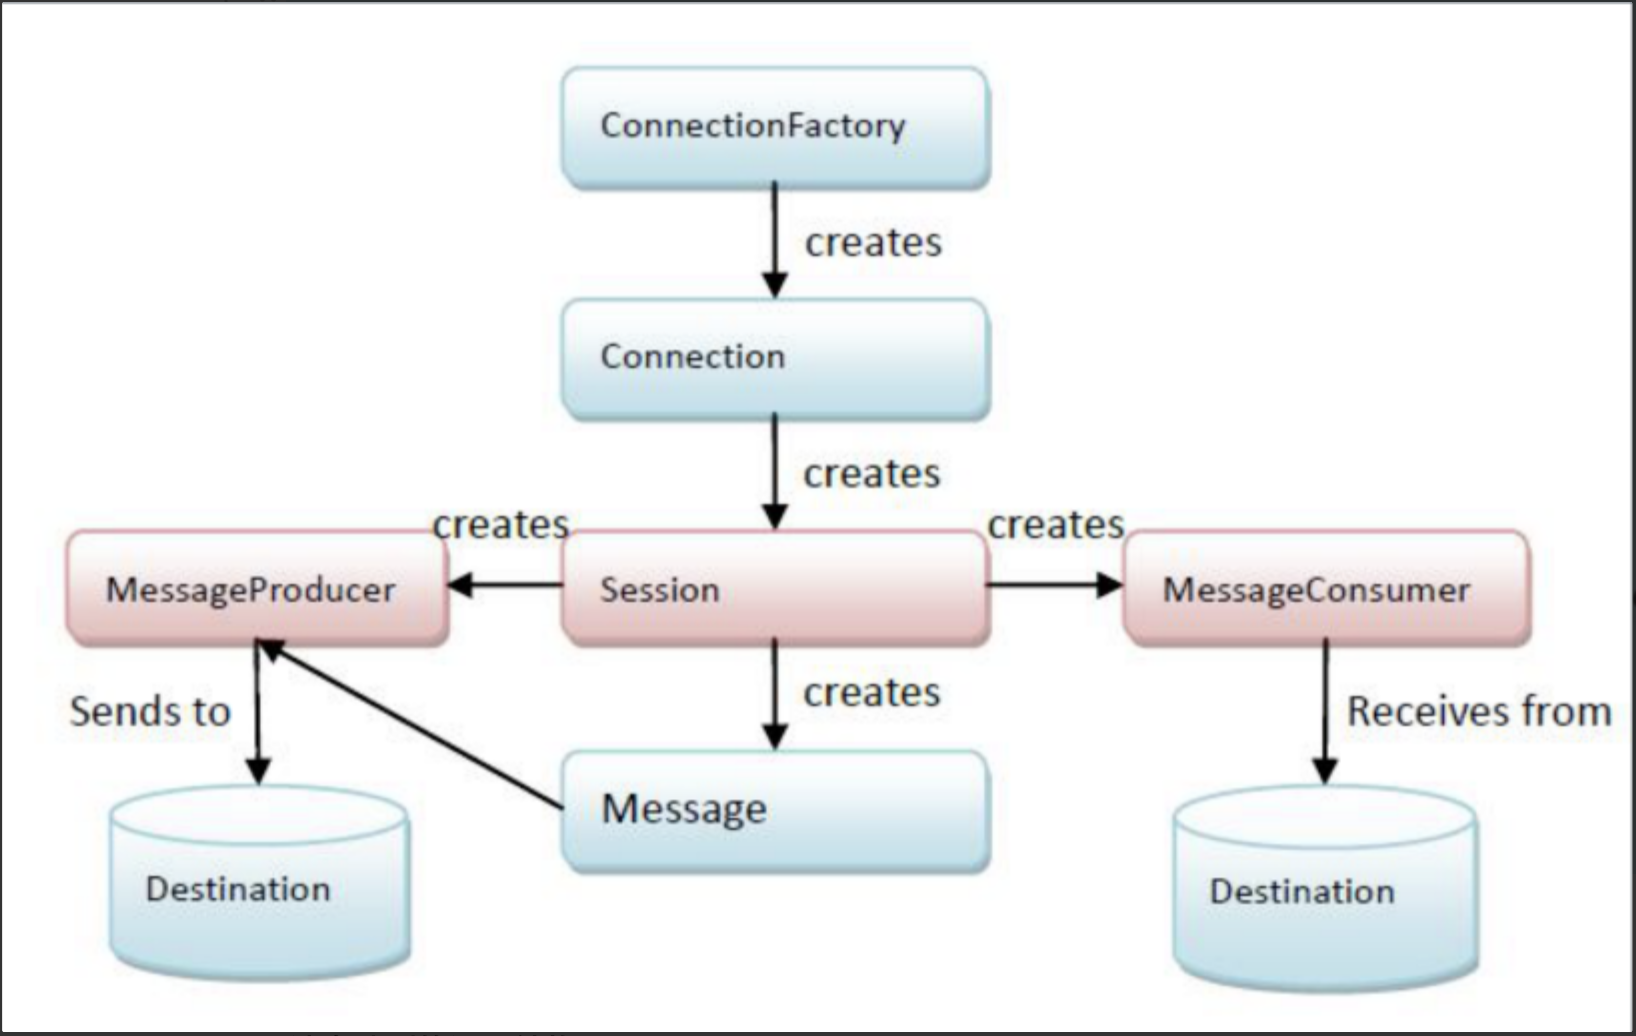 ConnectionFactory
creates
Connection
creates
creates
creates
MessageProducer
Session
MessageConsumer
creates
Sends to
Receives from
Message
Destination
Destination